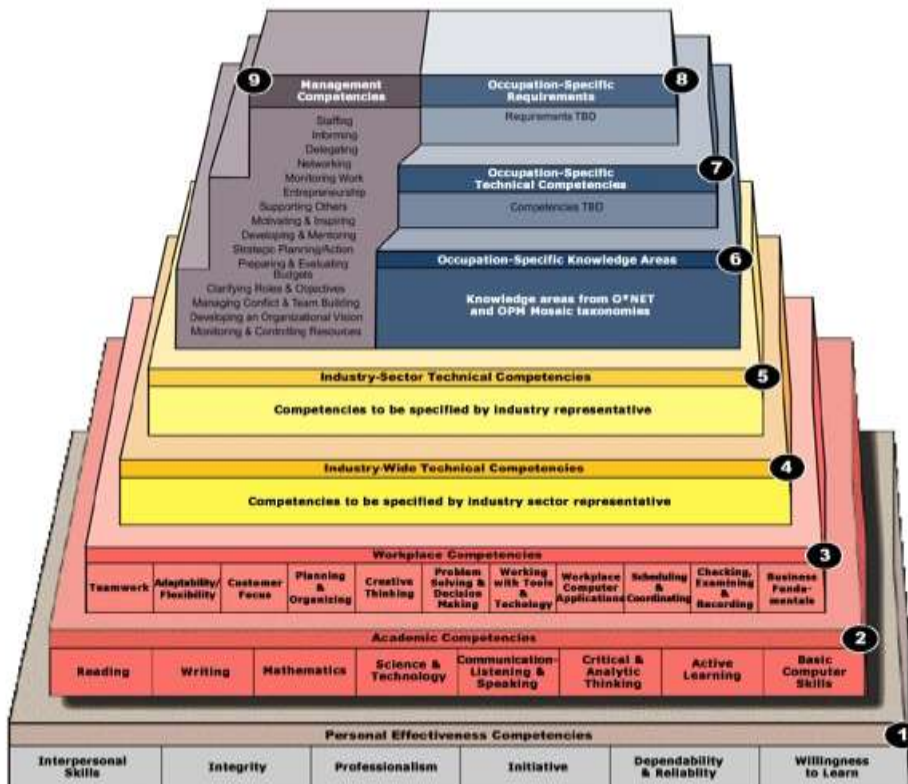 9
Management
Competencies
Staffing
Informing
Delegating
Networking
Monitoring Work
Entrepreneurship
Supporting Others
Motivating & Inspiring
Developing & Mentoring
Strategic Planning/Action
Preparing & Evaluating
Budgets
Clarifying Roles & Objectives
Managing Conflict & Team Building
Developing an Organizational Vision
Monitoring & Controlling Resources
8
Occupation-Specific
Requirements
Requirements TBD
7
Occupation-Specific
Technical Competencies
Competencies TBD
6
Occupation-Specific Knowledge Areas
Knowledge areas from O*NET
and OPM Mosaic taxonomies
Industry-Sector Technical Competencies
5
Competencies to be specified by industry representative
Industry-Wide Technical Competencies
4
Competencies to be specified by industry sector representative
Workplace Competencies
3
Teamwork
Adaptability/
Flexibility
Customer
Focus
Planning
&
Organizing
Creative
Thinking
Problem
Solving &
Decision
Making
Working
with Tools
&
Techology
Workplace
Computer
Applications
Scheduling
&
Coordinating
Checking,
Examining
&
Recording
Business
Funda-
mentals
Academic Competencies
2
Reading
Writing
Mathematics
Science &
Technology
Communication-
Listening &
Speaking
Critical &
Analytic
Thinking
Active
Learning
Basic
Computer
Skills
Personal Effectiveness Competencies
1
Interpersonal
Skills
Integrity
Professionalism
Initiative
Dependability
& Reliability
Willingness
to Learn